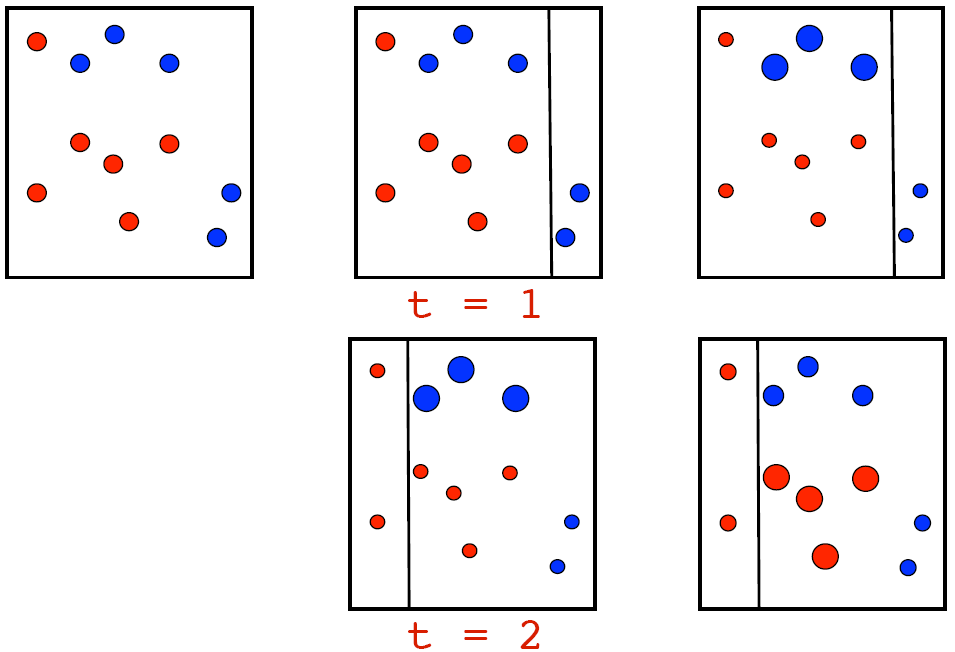 t = 1
t = 2